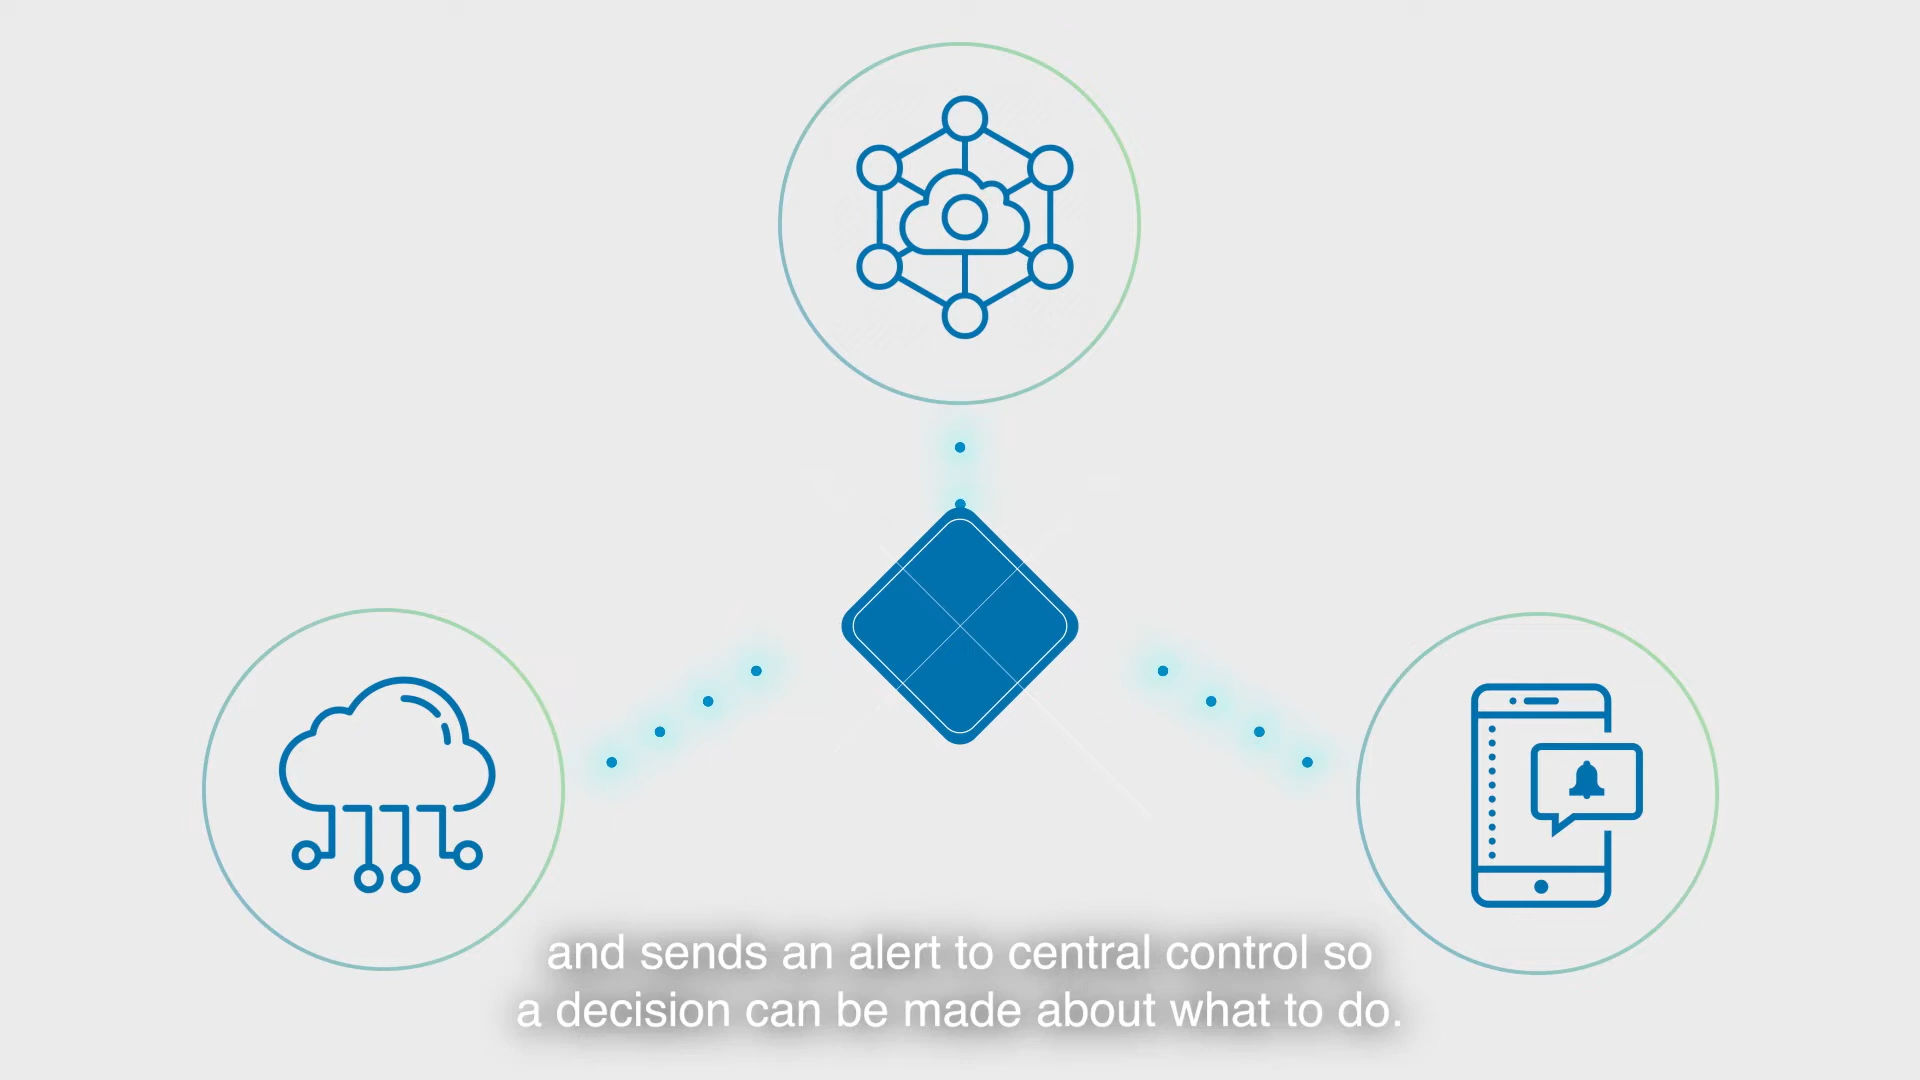 and sends an alert to central control so
a decision can be made about what to do.